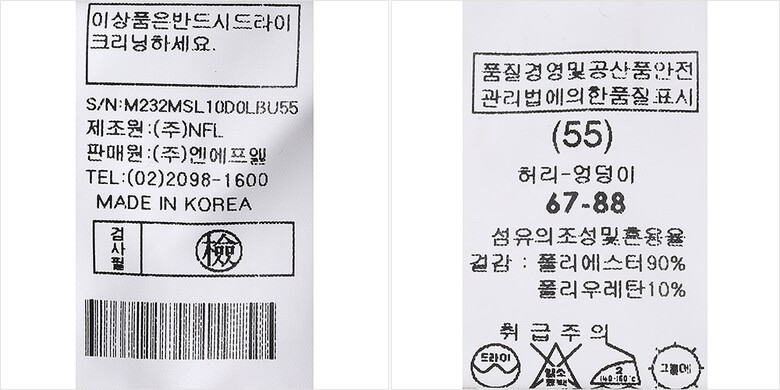 이상품은반드시드라이
크리닝하세요.
S/N:M232MSL10D0LBU55
제조원:(주)NFL
판매원:(주)엔에프엘
TEL:(02)2098-1600
MADE IN KOREA
검사필
檢
품질경영및공산품안전
관리법에의한품질표시
(55)
허리-엉덩이
67-88
섬유의조성및혼용율
겉감 : 폴리에스터90%
폴리우레탄10%
취급주의
드라이
염소
표백
2
140-160°C
그늘에